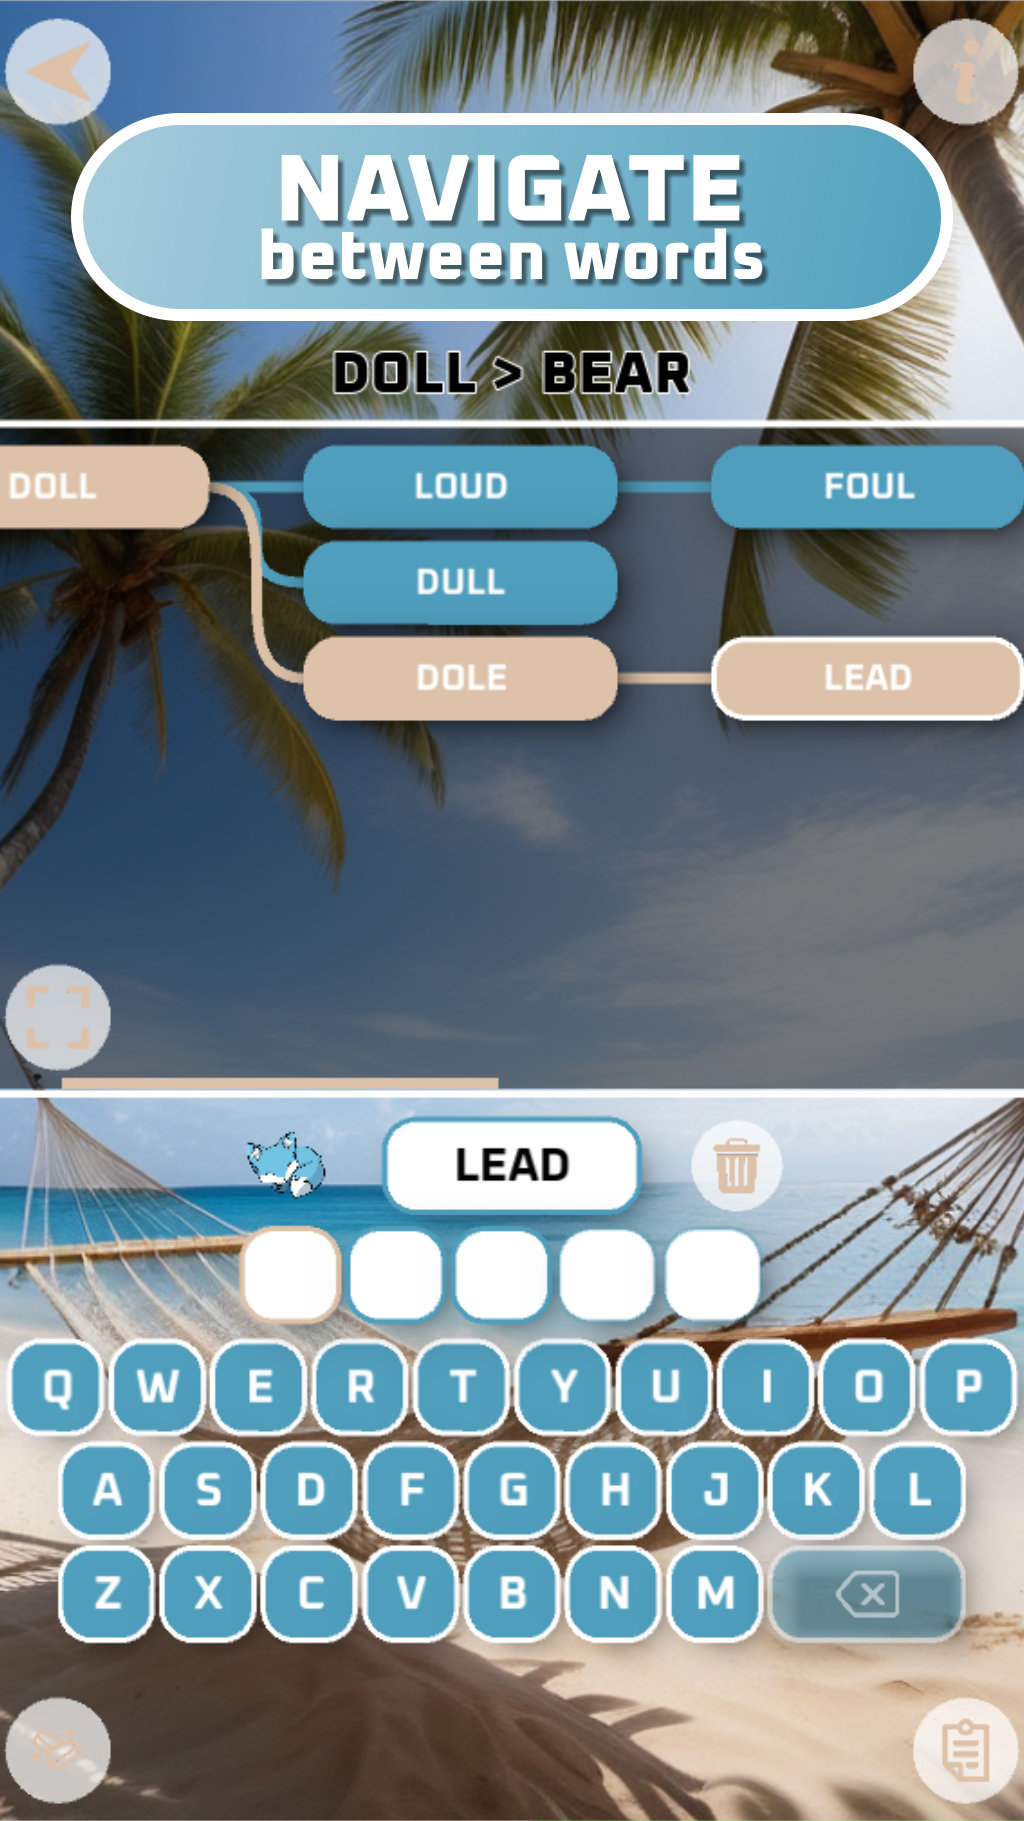 NAVIGATE
between words
DOLL > BEAR
DOLL LOUD FOUL
DULL
DOLE LEAD
LEAD
Q W E R T Y U I O P
A S D F G H J K L
Z X C V B N M